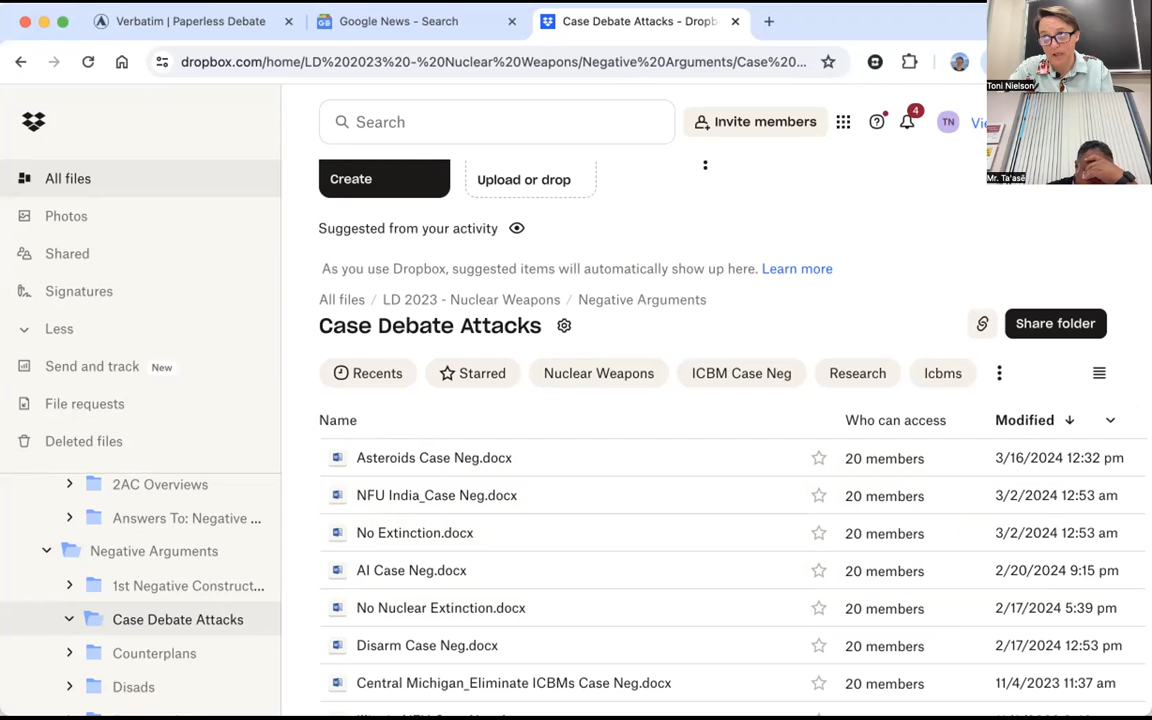 Verbatim | Paperless Debate
Google News - Search
Case Debate Attacks - Dropb
dropbox.com/home/LD%202023%20-%20Nuclear%20Weapons/Negative%20Arguments/Case%20...
Toni Nielson
Mr. Ta'asē
Search
Invite members
4
TN
Vie
All files
Photos
Shared
Signatures
Less
Send and track New
File requests
Deleted files
2AC Overviews
Answers To: Negative ...
Negative Arguments
1st Negative Construct...
Case Debate Attacks
Counterplans
Disads
Create
Upload or drop
Suggested from your activity
As you use Dropbox, suggested items will automatically show up here. Learn more
All files / LD 2023 - Nuclear Weapons / Negative Arguments
Case Debate Attacks
Share folder
Recents Starred Nuclear Weapons ICBM Case Neg Research Icbms
Name Who can access Modified
Asteroids Case Neg.docx 20 members 3/16/2024 12:32 pm
NFU India_Case Neg.docx 20 members 3/2/2024 12:53 am
No Extinction.docx 20 members 3/2/2024 12:53 am
AI Case Neg.docx 20 members 2/20/2024 9:15 pm
No Nuclear Extinction.docx 20 members 2/17/2024 5:39 pm
Disarm Case Neg.docx 20 members 2/17/2024 12:53 pm
Central Michigan_Eliminate ICBMs Case Neg.docx 20 members 11/4/2023 11:37 am